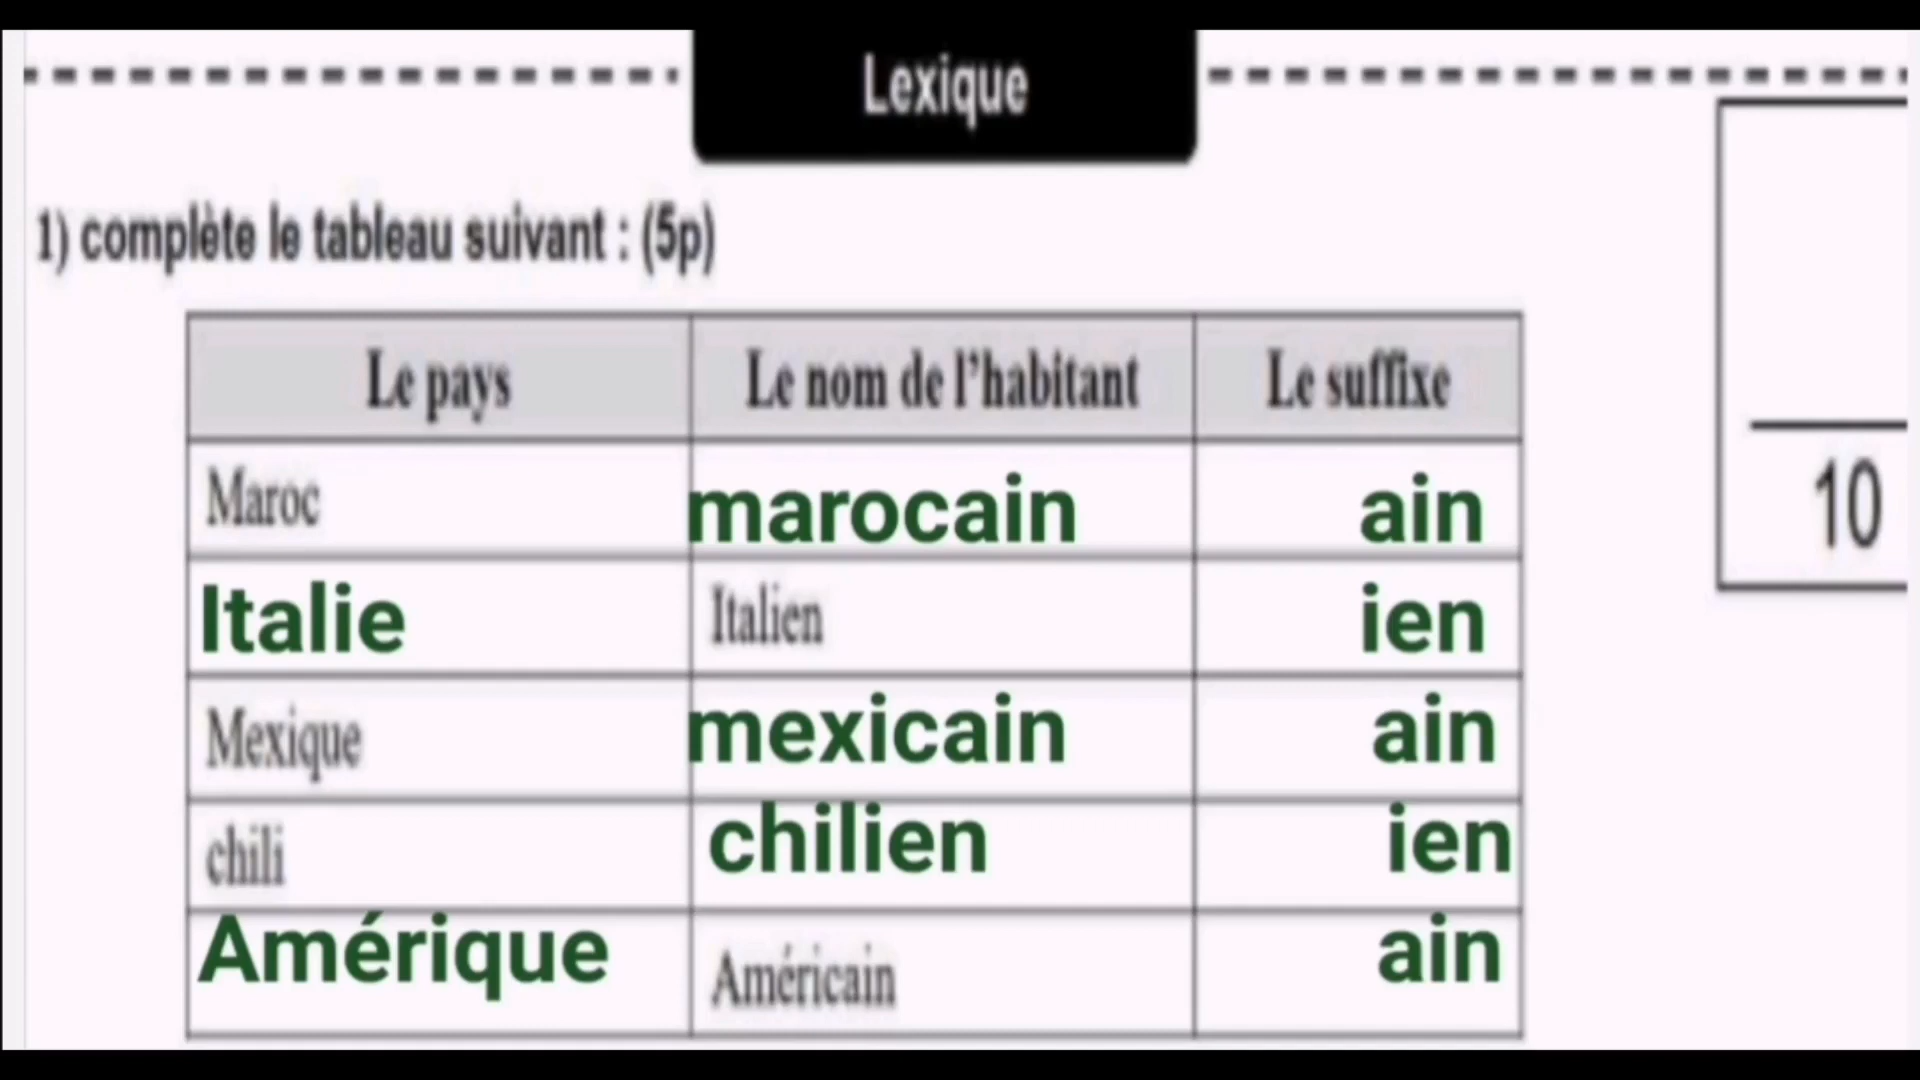 Lexique
1) complète le tableau suivant : (5p)
10
Le pays Le nom de l'habitant Le suffixe
Maroc marocain ain
Italie Italien ien
Mexique mexicain ain
chili chilien ien
Amérique Américain ain